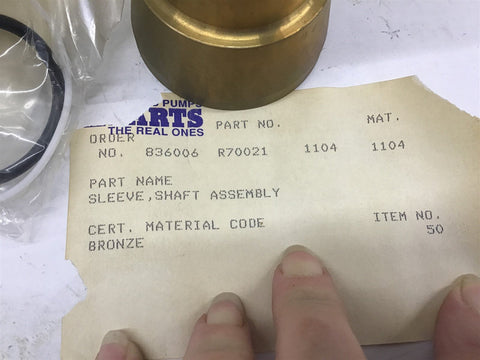 PUMPS
PARTS
THE REAL ONES
PART NO. MAT.
ORDER
NO. 836006 R70021 1104 1104
PART NAME
SLEEVE,SHAFT ASSEMBLY
CERT. MATERIAL CODE ITEM NO.
BRONZE 50